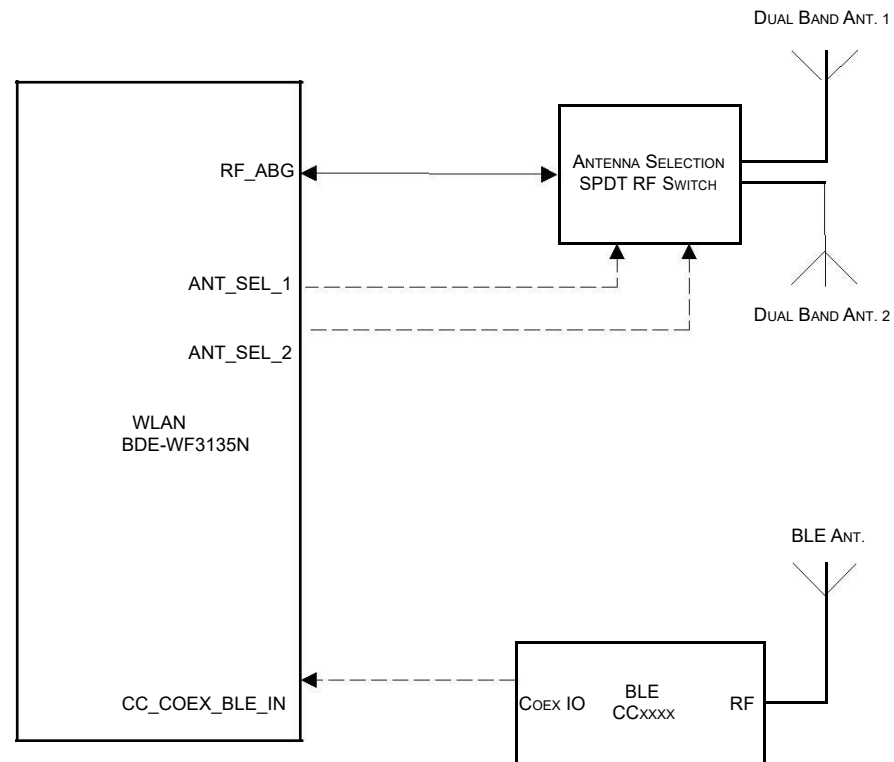 DUAL BAND ANT. 1
ANTENNA SELECTION
SPDT RF SWITCH
RF_ABG
ANT_SEL_1
ANT_SEL_2
DUAL BAND ANT. 2
WLAN
BDE-WF3135N
BLE ANT.
CC_COEX_BLE_IN
COEX IO
BLE
CCXXXX
RF